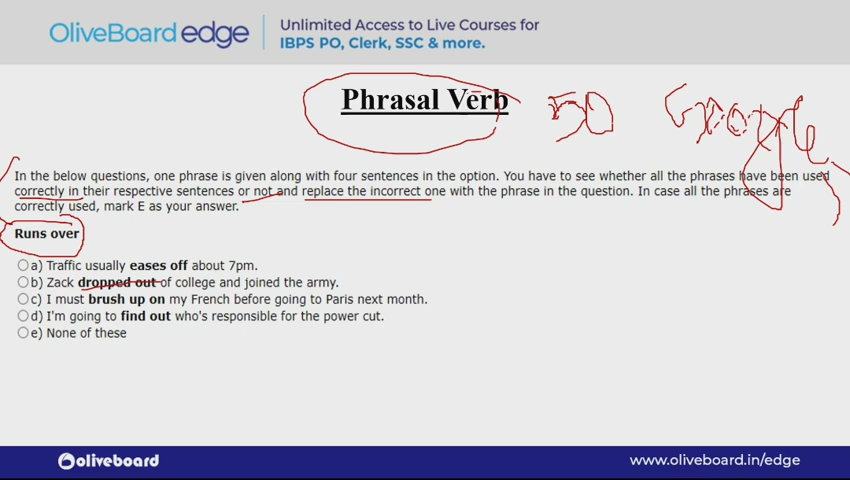 OliveBoard edge
Unlimited Access to Live Courses for
IBPS PO, Clerk, SSC & more.
Phrasal Verb 50
In the below questions, one phrase is given along with four sentences in the option. You have to see whether all the phrases have been used
correctly in their respective sentences or not and replace the incorrect one with the phrase in the question. In case all the phrases are
correctly used, mark E as your answer.
Runs over
a) Traffic usually eases off about 7pm.
b) Zack dropped out of college and joined the army.
c) I must brush up on my French before going to Paris next month.
d) I'm going to find out who's responsible for the power cut.
e) None of these
oliveboard www.oliveboard.in/edge